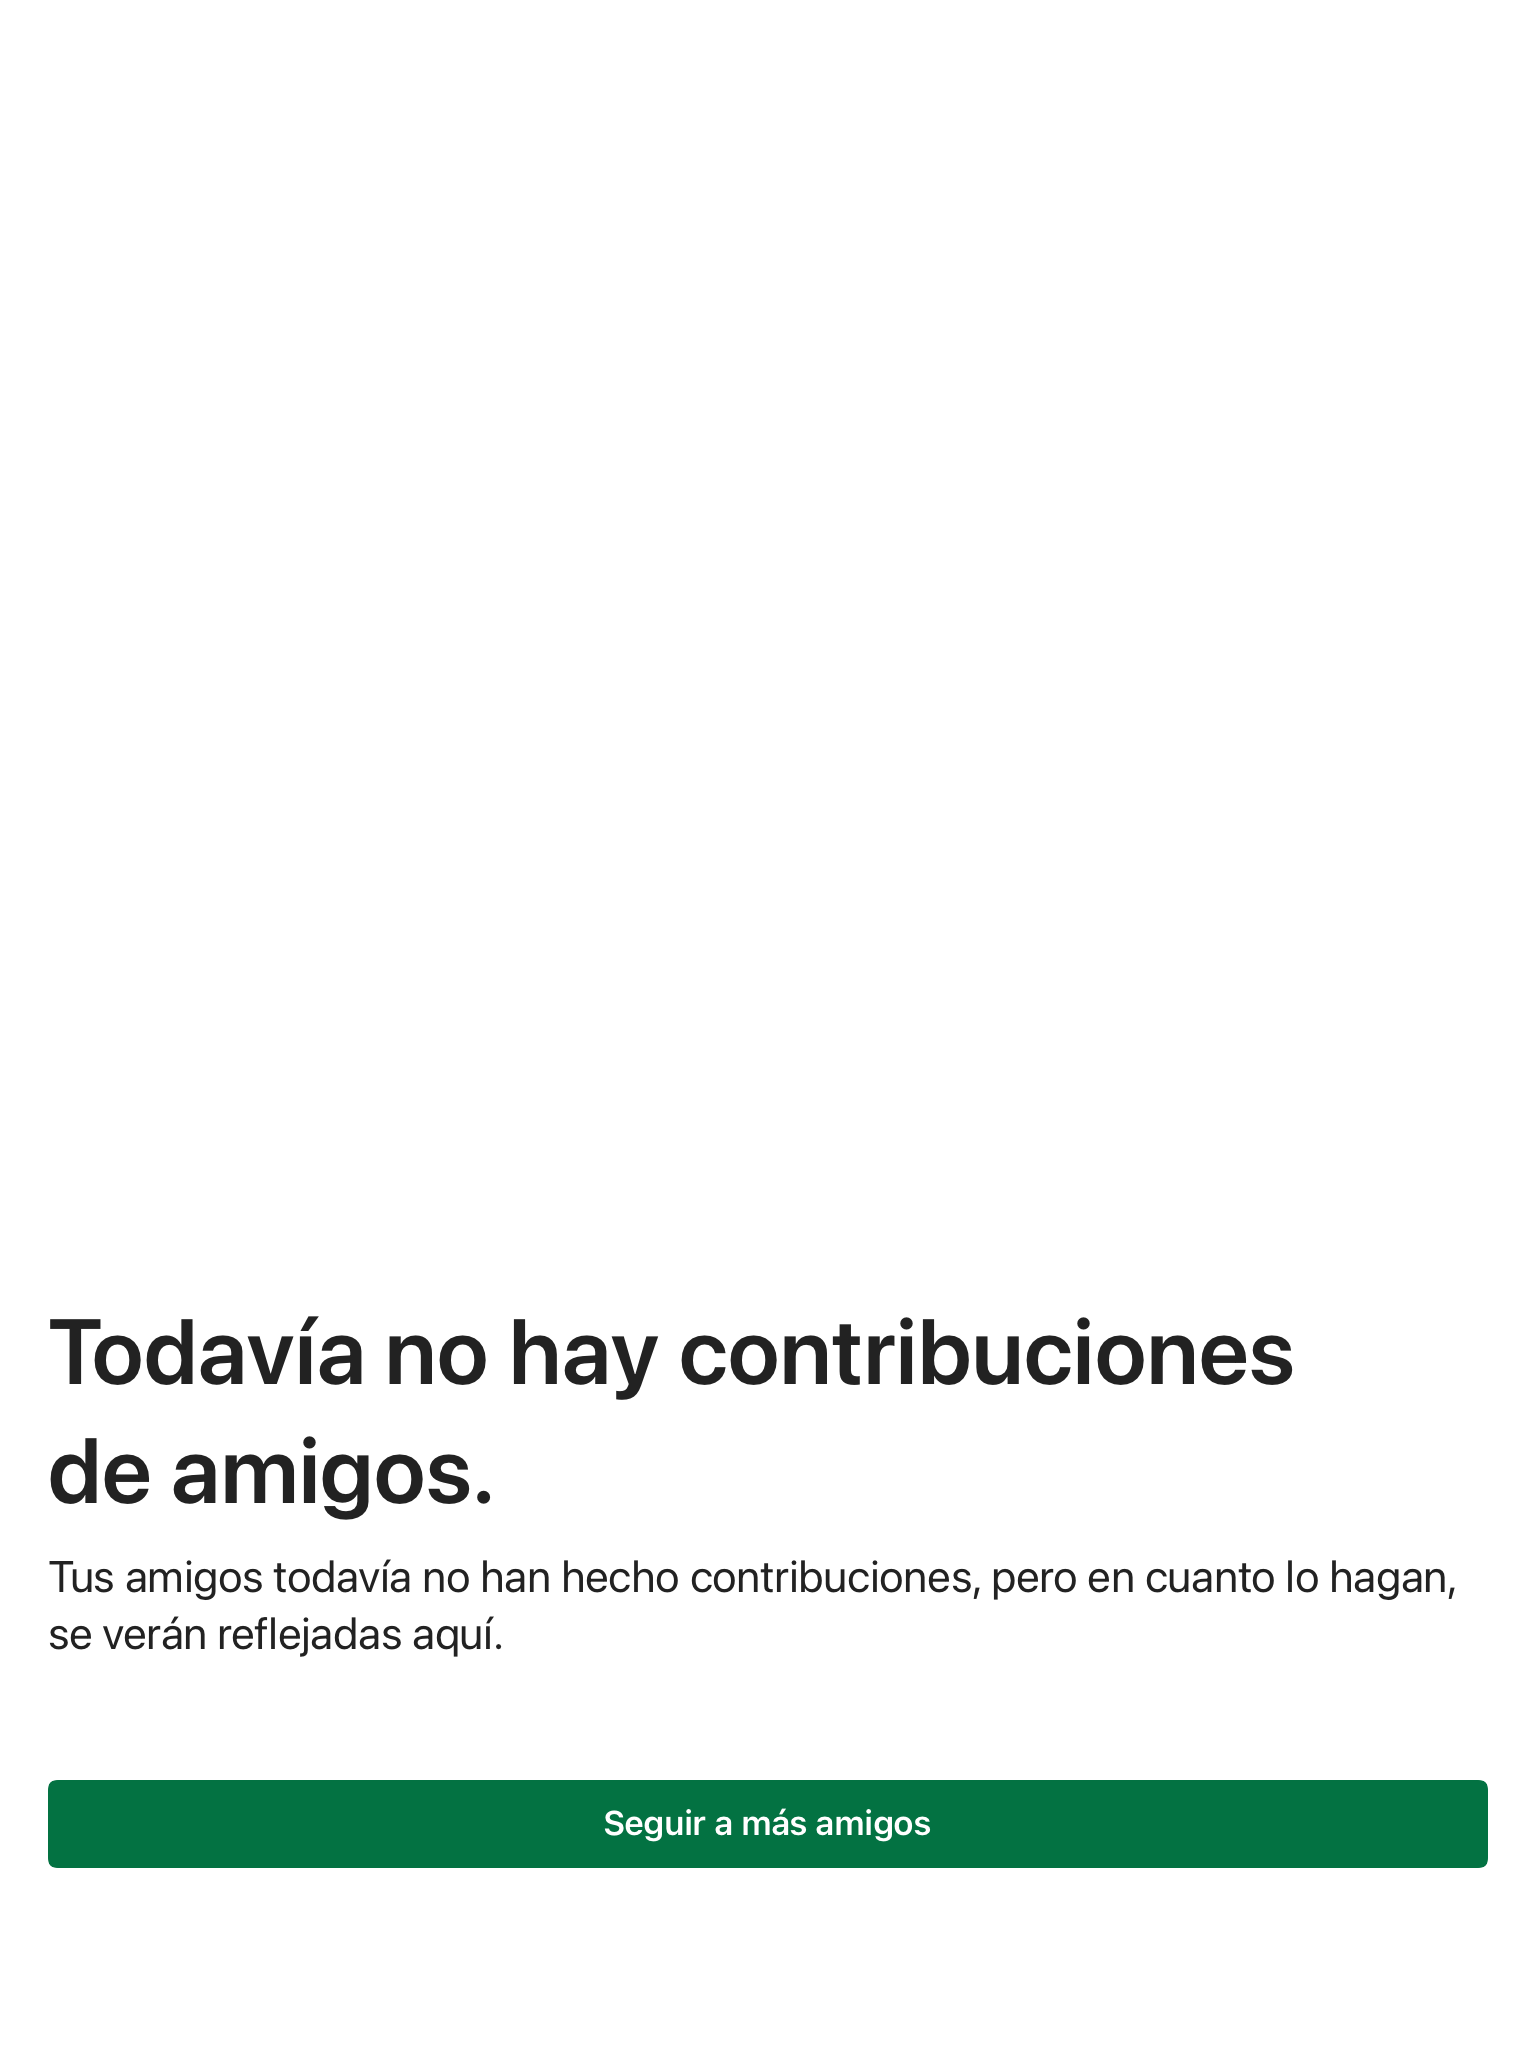 Todavía no hay contribuciones
de amigos.
Tus amigos todavía no han hecho contribuciones, pero en cuanto lo hagan,
se verán reflejadas aquí.
Seguir a más amigos